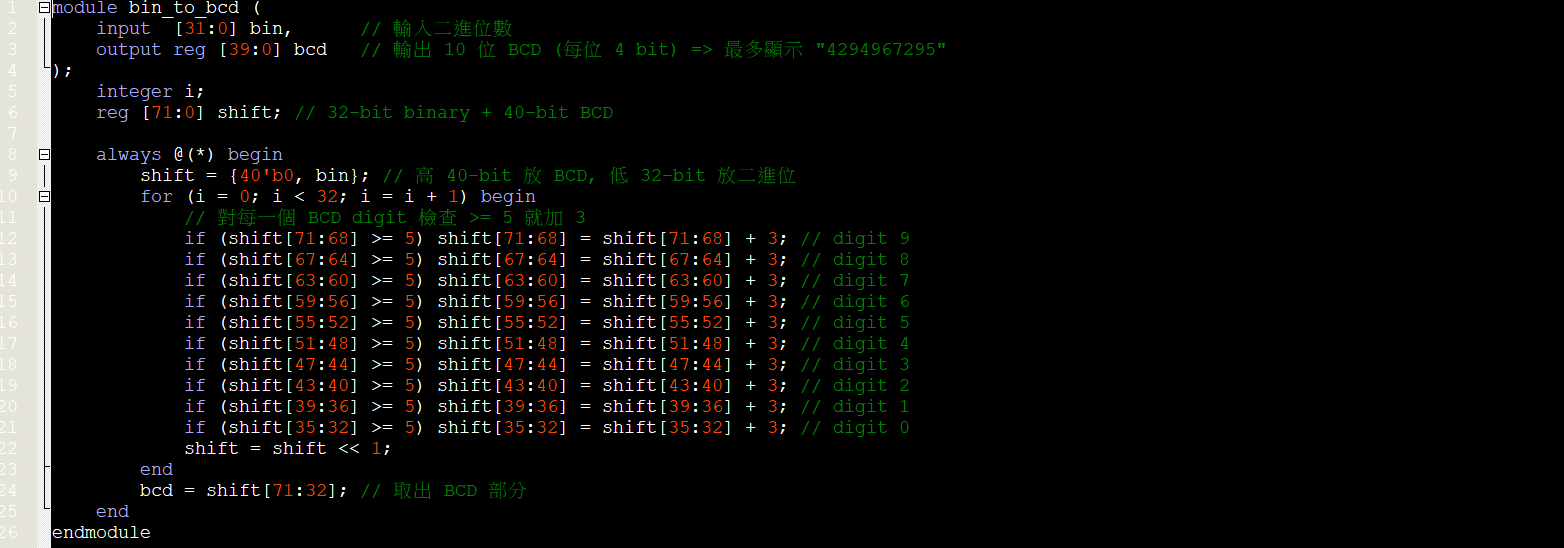 1 module bin_to_bcd (
2     input  [31:0] bin,      // 輸入二進位數
3     output reg [39:0] bcd   // 輸出 10 位 BCD (每位 4 bit) => 最多顯示 "4294967295"
4 );
5     integer i;
6     reg [71:0] shift; // 32-bit binary + 40-bit BCD
7
8     always @(*) begin
9         shift = {40'b0, bin}; // 高 40-bit 放 BCD, 低 32-bit 放二進位
10         for (i = 0; i < 32; i = i + 1) begin
11             // 對每一個 BCD digit 檢查 >= 5 就加 3
12             if (shift[71:68] >= 5) shift[71:68] = shift[71:68] + 3; // digit 9
13             if (shift[67:64] >= 5) shift[67:64] = shift[67:64] + 3; // digit 8
14             if (shift[63:60] >= 5) shift[63:60] = shift[63:60] + 3; // digit 7
15             if (shift[59:56] >= 5) shift[59:56] = shift[59:56] + 3; // digit 6
16             if (shift[55:52] >= 5) shift[55:52] = shift[55:52] + 3; // digit 5
17             if (shift[51:48] >= 5) shift[51:48] = shift[51:48] + 3; // digit 4
18             if (shift[47:44] >= 5) shift[47:44] = shift[47:44] + 3; // digit 3
19             if (shift[43:40] >= 5) shift[43:40] = shift[43:40] + 3; // digit 2
20             if (shift[39:36] >= 5) shift[39:36] = shift[39:36] + 3; // digit 1
21             if (shift[35:32] >= 5) shift[35:32] = shift[35:32] + 3; // digit 0
22             shift = shift << 1;
23         end
24         bcd = shift[71:32]; // 取出 BCD 部分
25     end
26 endmodule